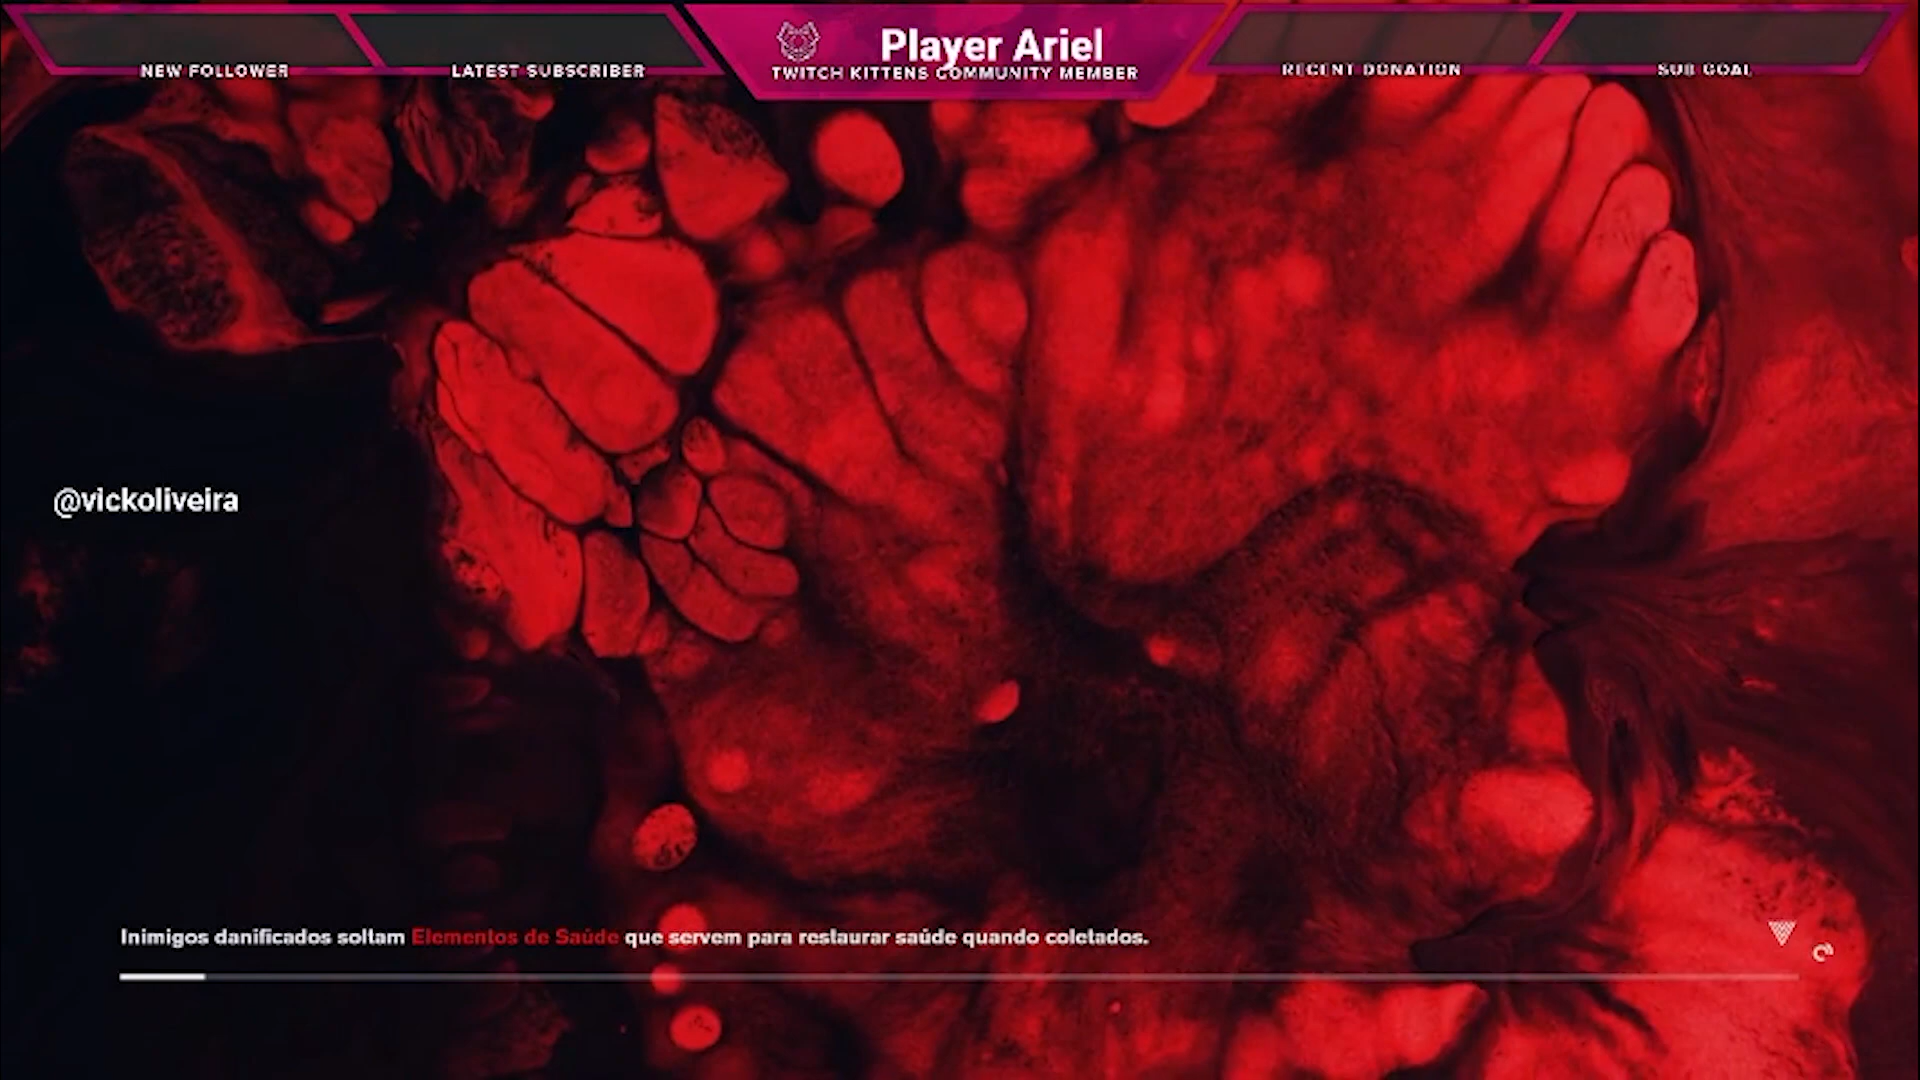 NEW FOLLOWER
LATEST SUBSCRIBER
Player Ariel
TWITCH KITTENS COMMUNITY MEMBER
RECENT DONATION
SUB GOAL
@vickoliveira
Inimigos danificados soltam Elementos de Saúde que servem para restaurar saúde quando coletados.